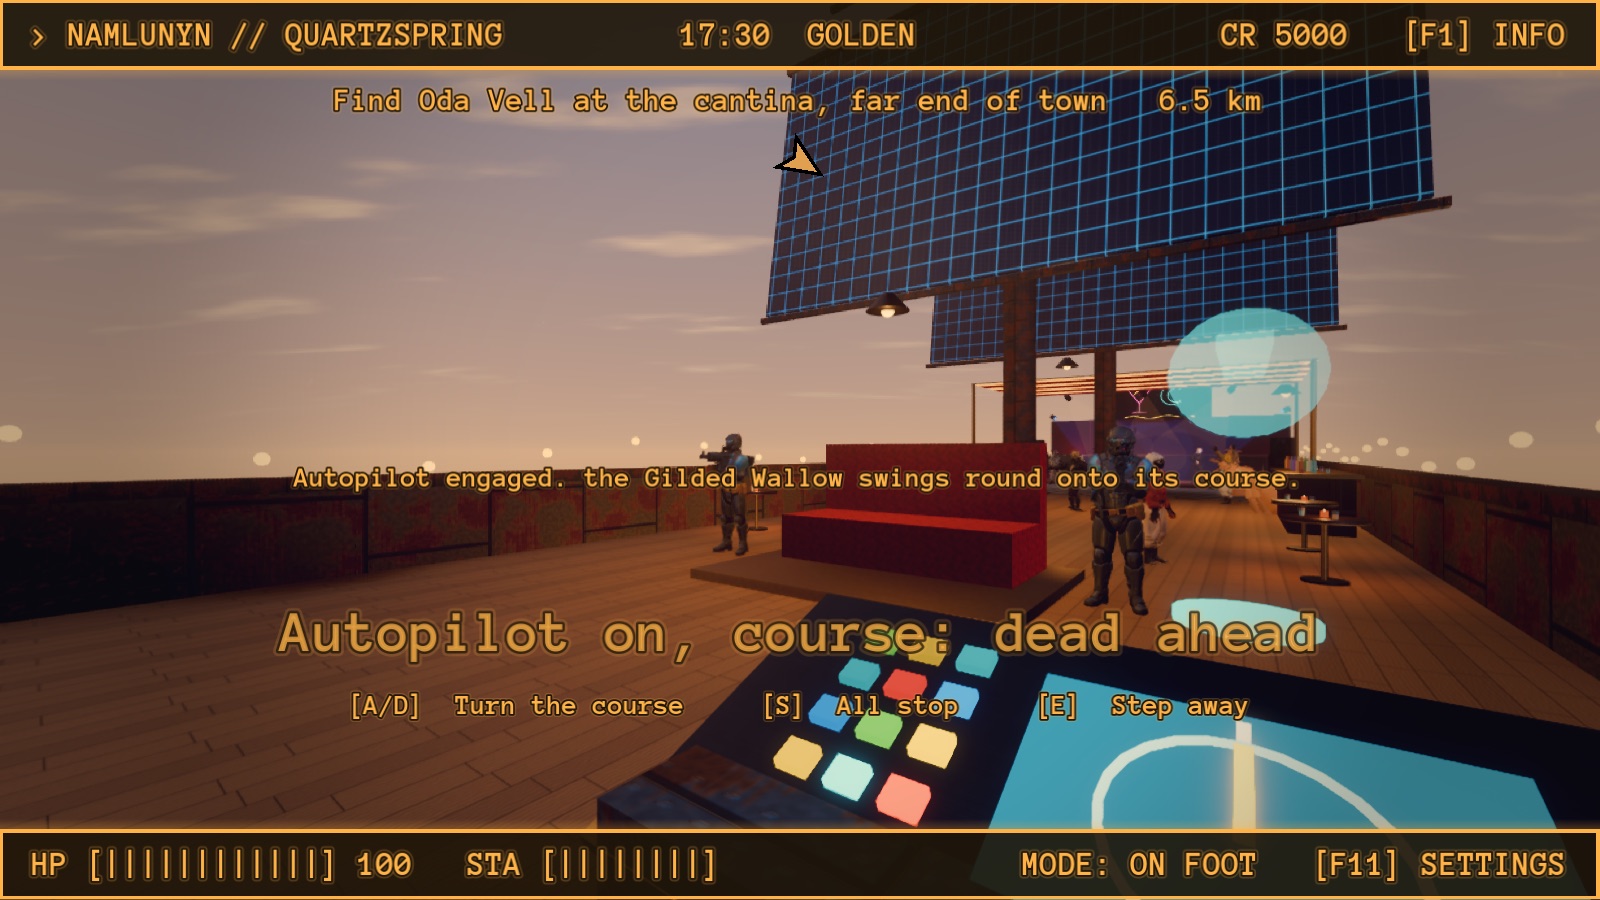 > NAMLUNYN // QUARTZSPRING 17:30 GOLDEN CR 5000 [F1] INFO
Find Oda Vell at the cantina, far end of town 6.5 km
Autopilot engaged. the Gilded Wallow swings round onto its course.
Autopilot on, course: dead ahead
[A/D] Turn the course [S] All stop [E] Step away
HP [||||||||||||] 100 STA [||||||||] MODE: ON FOOT [F11] SETTINGS